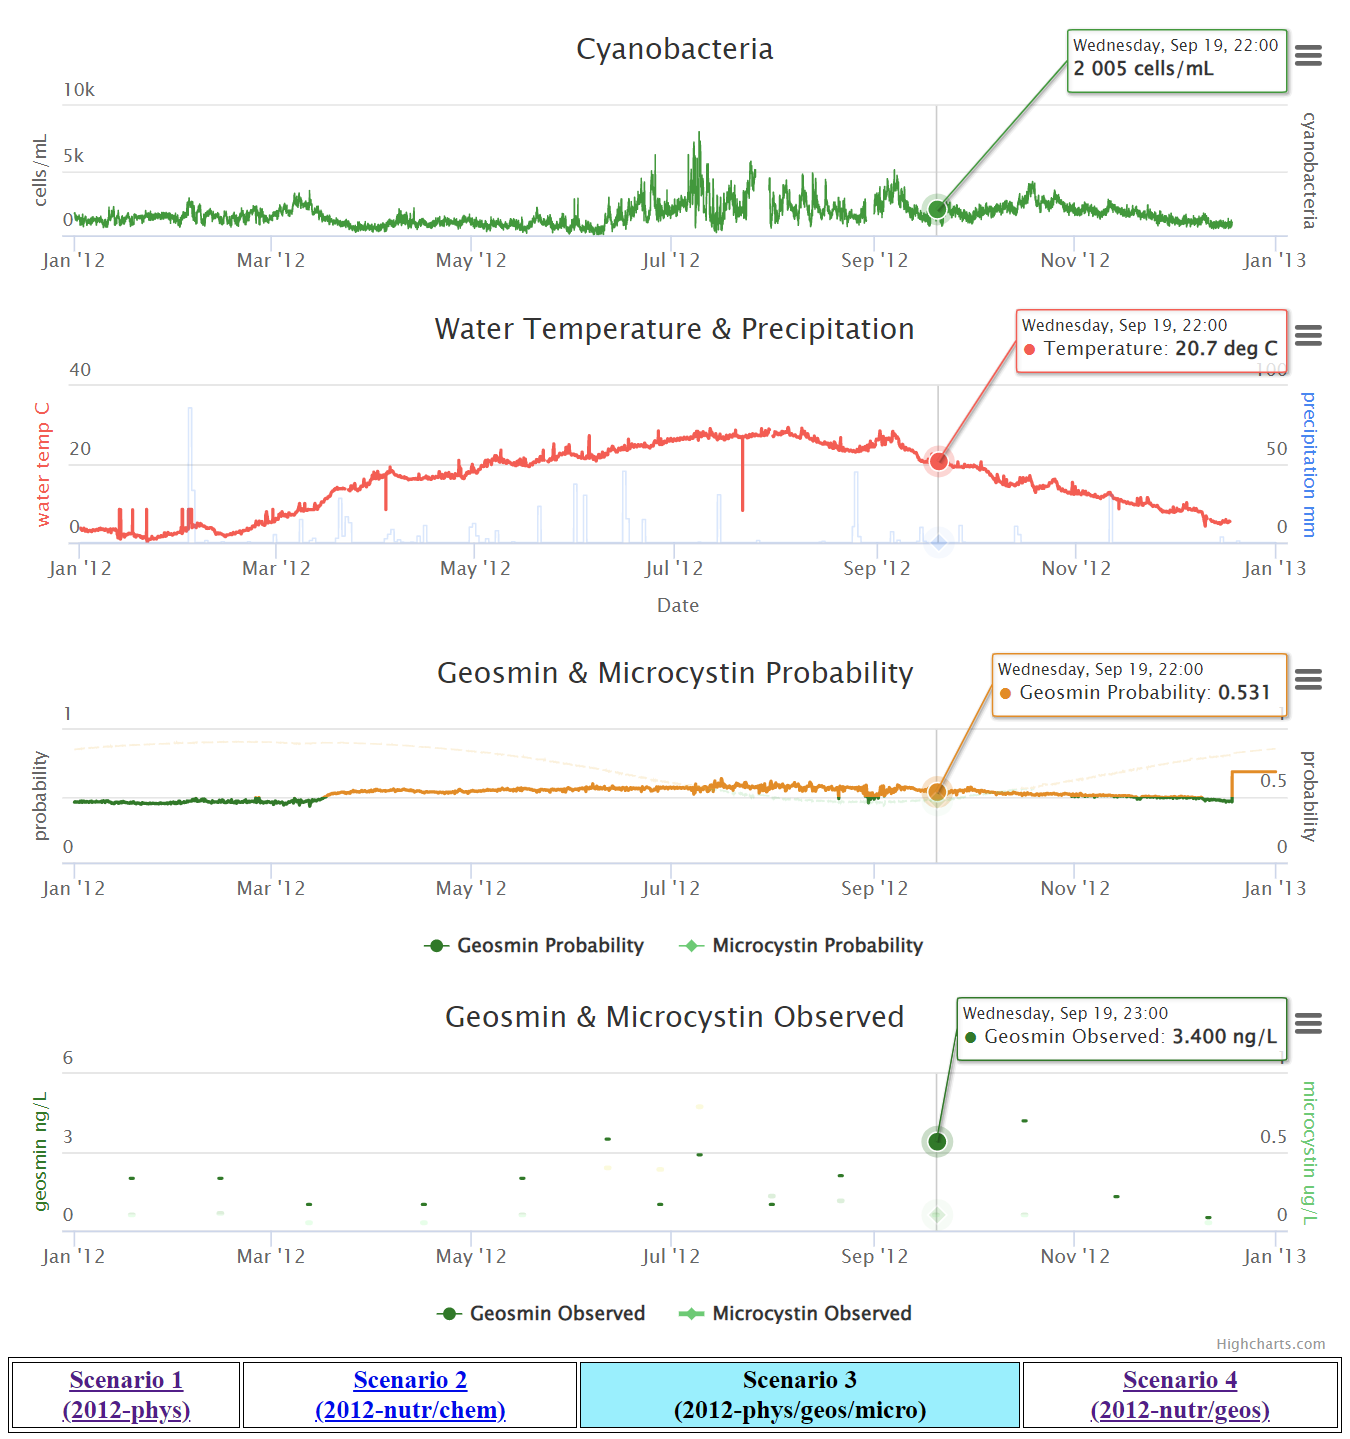 Cyanobacteria
Wednesday, Sep 19, 22:00
2 005 cells/mL
10k
5k
0
cells/mL
cyanobacteria
Jan '12 Mar '12 May '12 Jul '12 Sep '12 Nov '12 Jan '13
Water Temperature & Precipitation
Wednesday, Sep 19, 22:00
Temperature: 20.7 deg C
40 100
20 50
0 0
water temp C
precipitation mm
Jan '12 Mar '12 May '12 Jul '12 Sep '12 Nov '12 Jan '13
Date
Geosmin & Microcystin Probability
Wednesday, Sep 19, 22:00
Geosmin Probability: 0.531
1 1
0.5
0 0
probability
probability
Jan '12 Mar '12 May '12 Jul '12 Sep '12 Nov '12 Jan '13
Geosmin Probability Microcystin Probability
Geosmin & Microcystin Observed
Wednesday, Sep 19, 23:00
Geosmin Observed: 3.400 ng/L
6 1
3 0.5
0 0
geosmin ng/L
microcystin ug/L
Jan '12 Mar '12 May '12 Jul '12 Sep '12 Nov '12 Jan '13
Geosmin Observed Microcystin Observed
Highcharts.com
Scenario 1 Scenario 2 Scenario 3 Scenario 4
(2012-phys) (2012-nutr/chem) (2012-phys/geos/micro) (2012-nutr/geos)